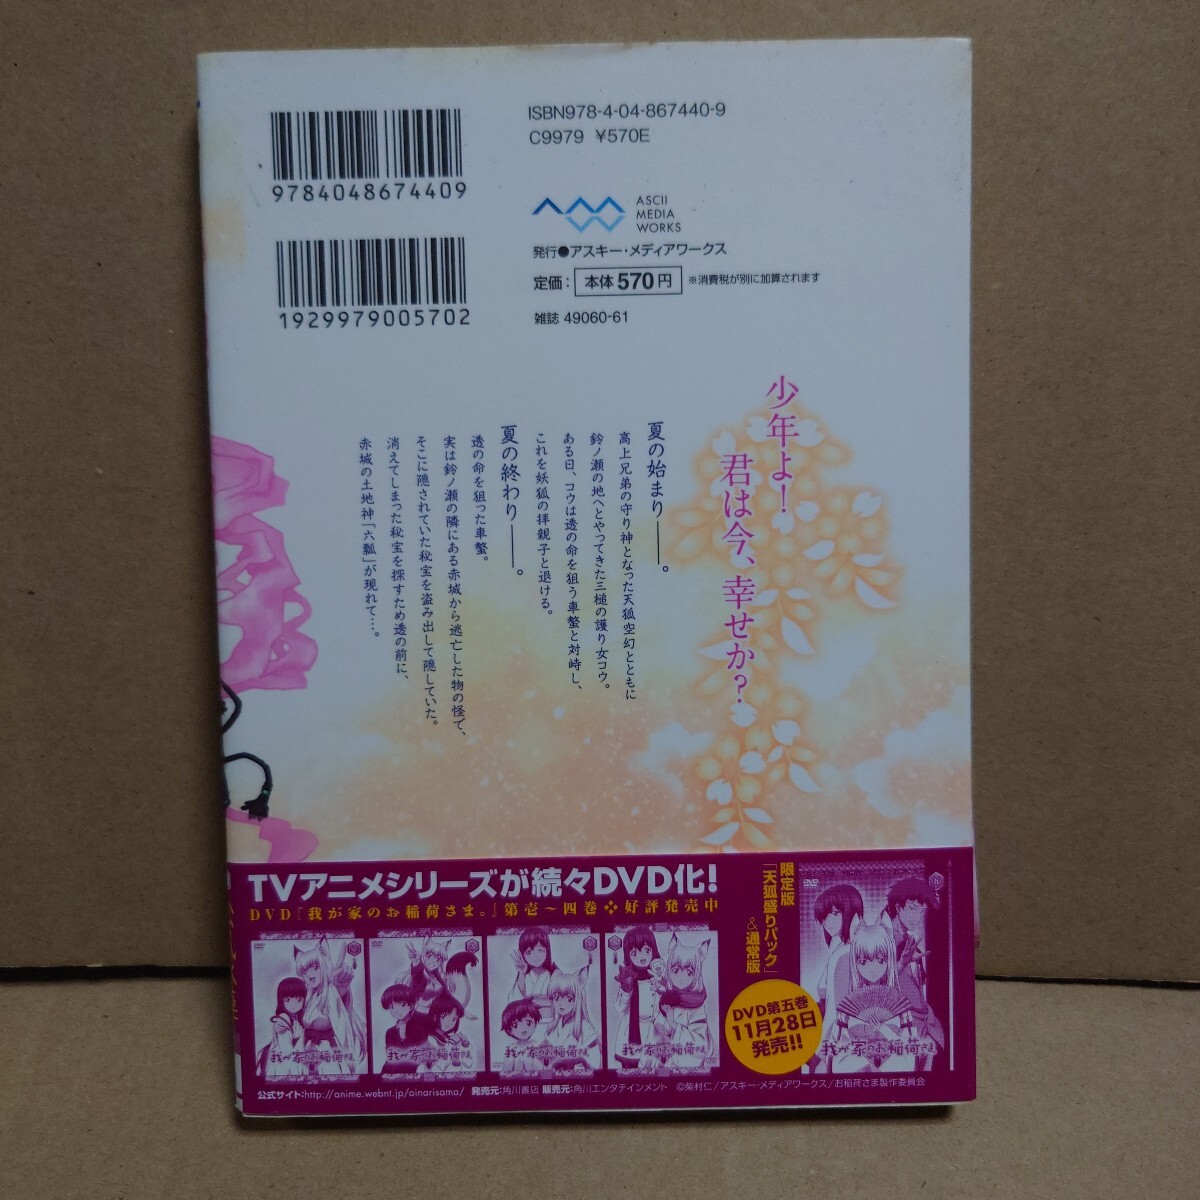 9784048674409
ISBN978-4-04-867440-9
C9979 ¥570E
ASCII
MEDIA
WORKS
発行●アスキー・メディアワークス
定価：本体570円 ※消費税が別に加算されます
雑誌 49060-61
1929979005702
少年よ！
君は今、幸せか？
夏の始まり――。
高上兄弟の守り神となった天狐空幻とともに
鈴ノ瀬の地へとやってきた三槌の護り女コウ。
ある日、コウは透の命を狙う車螯と対峙し、
これを妖狐の拝親子と退ける。
夏の終わり――。
透の命を狙った車螯。
実は鈴ノ瀬の隣にある赤城から逃亡した物の怪で、
そこに隠されていた秘宝を盗み出して隠していた。
消えてしまった秘宝を探すため透の前に、
赤城の土地神「六瓢」が現れて……。
TVアニメシリーズが続々DVD化！
DVD『我が家のお稲荷さま。』第壱～四巻❖好評発売中
限定版
「天狐盛りパック」
&通常版
DVD第五巻
11月28日
発売!!
我が家のお稲荷さま
我が家のお稲荷さま
我が家のお稲荷さま
我が家のお稲荷さま
我が家のお稲荷さま
公式サイト:http://anime.webnt.jp/oinarisama/ 発売元:角川書店 販売元:角川エンタテインメント ©柴村仁/アスキー・メディアワークス/お稲荷さま製作委員会